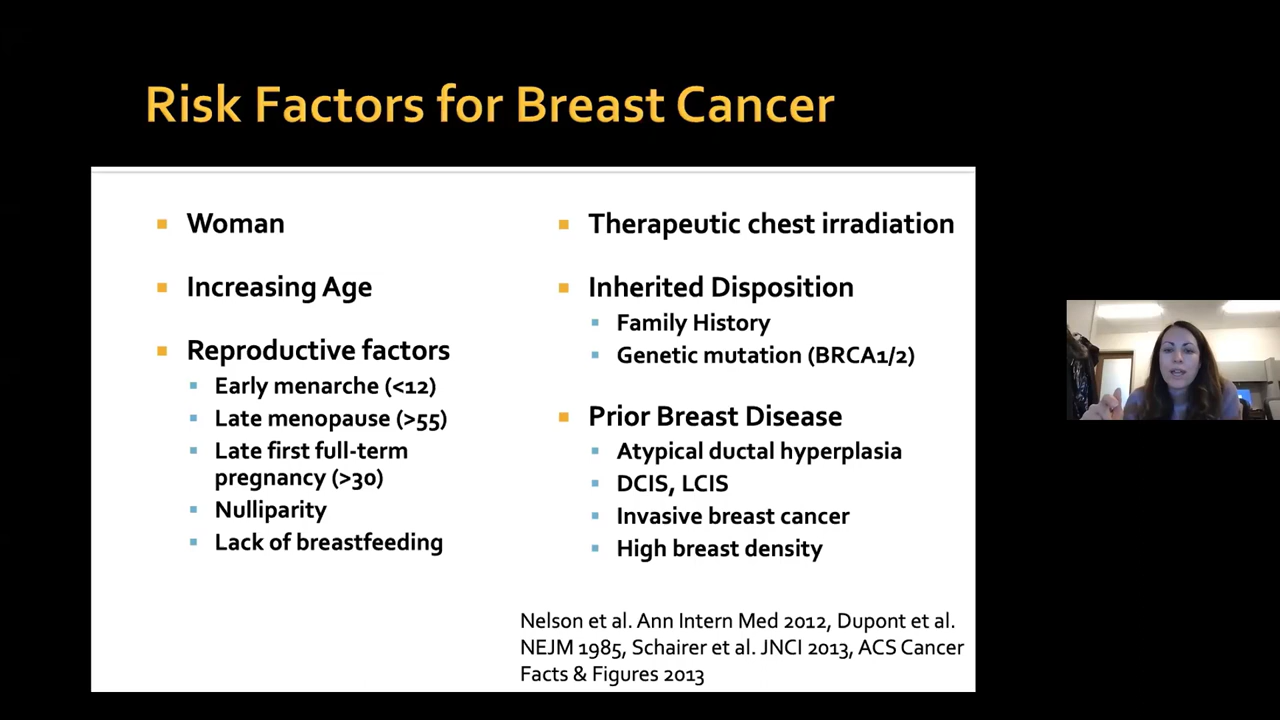 Risk Factors for Breast Cancer
Woman
Increasing Age
Reproductive factors
Early menarche (<12)
Late menopause (>55)
Late first full-term
pregnancy (>30)
Nulliparity
Lack of breastfeeding
Therapeutic chest irradiation
Inherited Disposition
Family History
Genetic mutation (BRCA1/2)
Prior Breast Disease
Atypical ductal hyperplasia
DCIS, LCIS
Invasive breast cancer
High breast density
Nelson et al. Ann Intern Med 2012, Dupont et al.
NEJM 1985, Schairer et al. JNCI 2013, ACS Cancer
Facts & Figures 2013